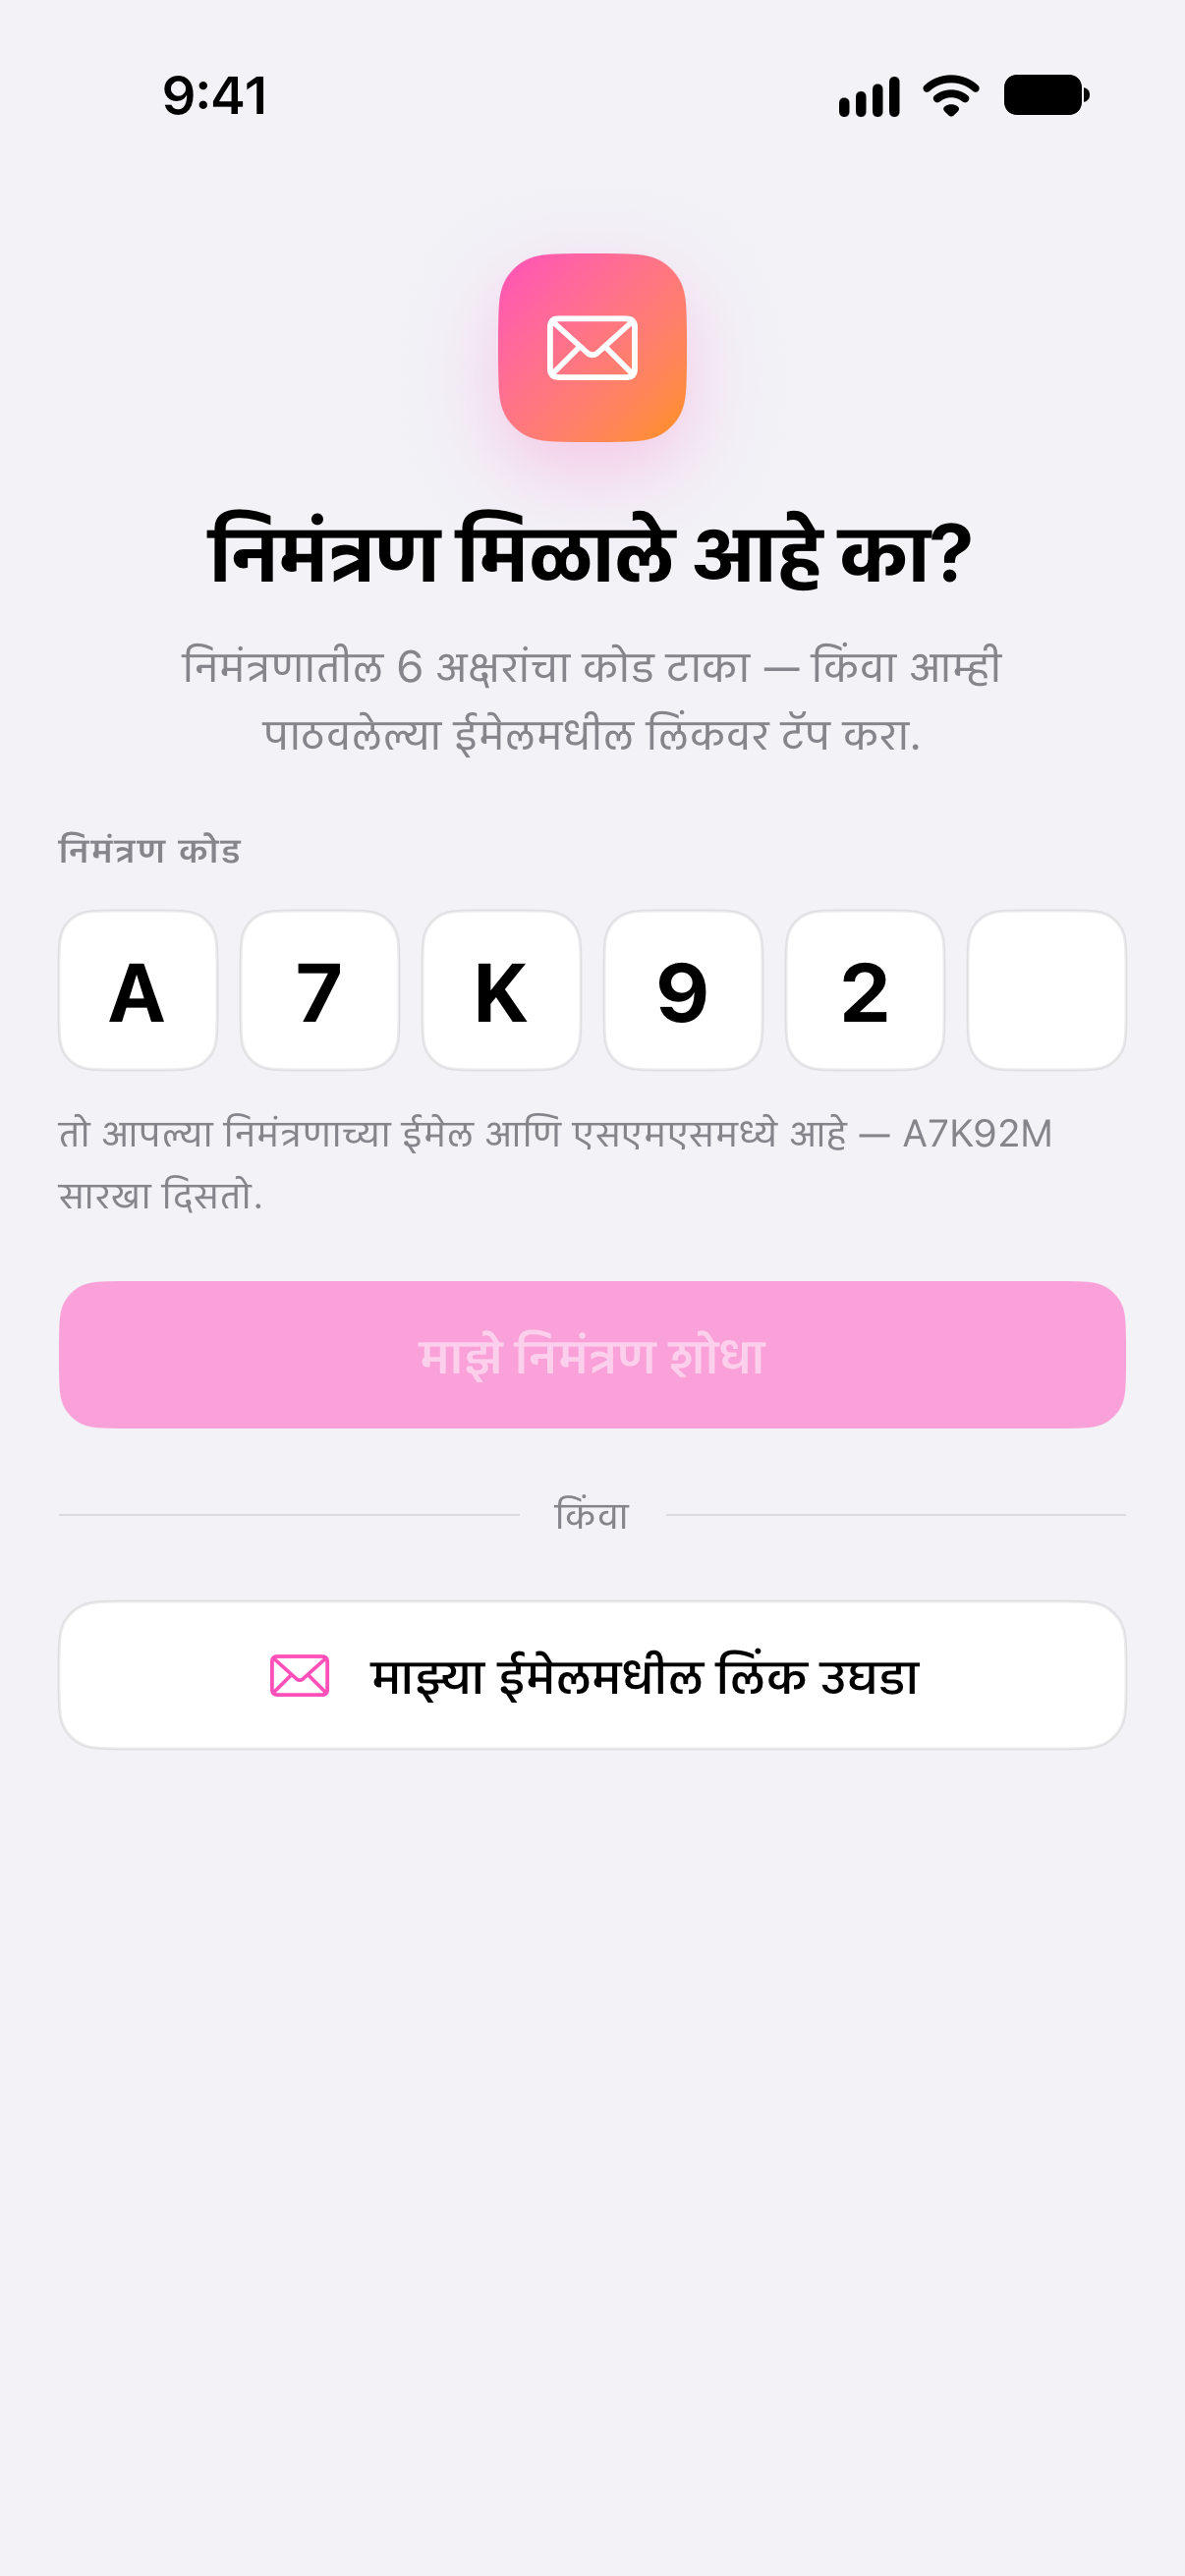 9:41
निमंत्रण मिळाले आहे का?
निमंत्रणातील 6 अक्षरांचा कोड टाका — किंवा आम्ही
पाठवलेल्या ईमेलमधील लिंकवर टॅप करा.
निमंत्रण कोड
A 7 K 9 2
तो आपल्या निमंत्रणाच्या ईमेल आणि एसएमएसमध्ये आहे — A7K92M
सारखा दिसतो.
माझे निमंत्रण शोधा
किंवा
माझ्या ईमेलमधील लिंक उघडा